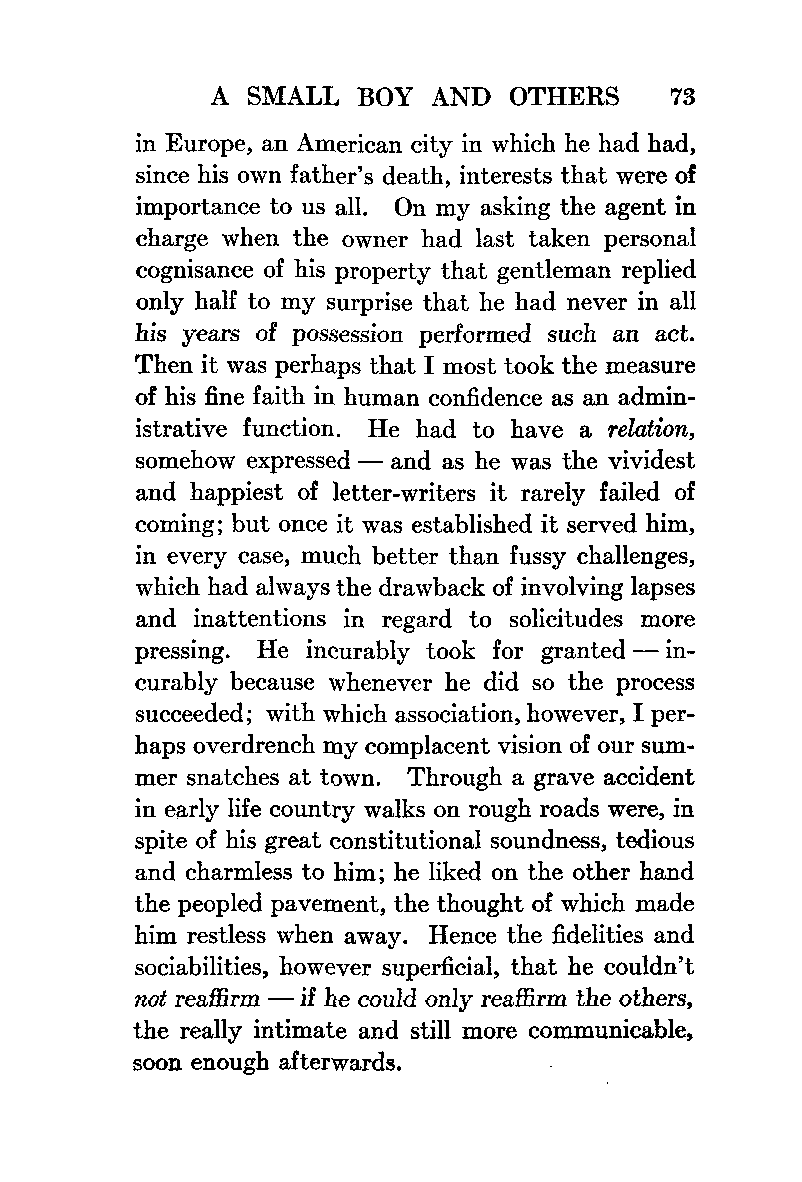 A SMALL BOY AND OTHERS 73
in Europe, an American city in which he had had,
since his own father's death, interests that were of
importance to us all. On my asking the agent in
charge when the owner had last taken personal
cognisance of his property that gentleman replied
only half to my surprise that he had never in all
his years of possession performed such an act.
Then it was perhaps that I most took the measure
of his fine faith in human confidence as an admin-
istrative function. He had to have a relation,
somehow expressed — and as he was the vividest
and happiest of letter-writers it rarely failed of
coming; but once it was established it served him,
in every case, much better than fussy challenges,
which had always the drawback of involving lapses
and inattentions in regard to solicitudes more
pressing. He incurably took for granted — in-
curably because whenever he did so the process
succeeded; with which association, however, I per-
haps overdrench my complacent vision of our sum-
mer snatches at town. Through a grave accident
in early life country walks on rough roads were, in
spite of his great constitutional soundness, tedious
and charmless to him; he liked on the other hand
the peopled pavement, the thought of which made
him restless when away. Hence the fidelities and
sociabilities, however superficial, that he couldn't
not reaffirm — if he could only reaffirm the others,
the really intimate and still more communicable,
soon enough afterwards.